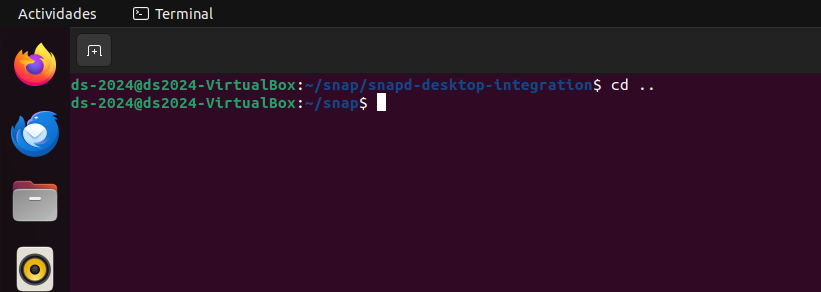 Actividades
Terminal
ds-2024@ds2024-VirtualBox:~/snap/snapd-desktop-integration$ cd ..
ds-2024@ds2024-VirtualBox:~/snap$